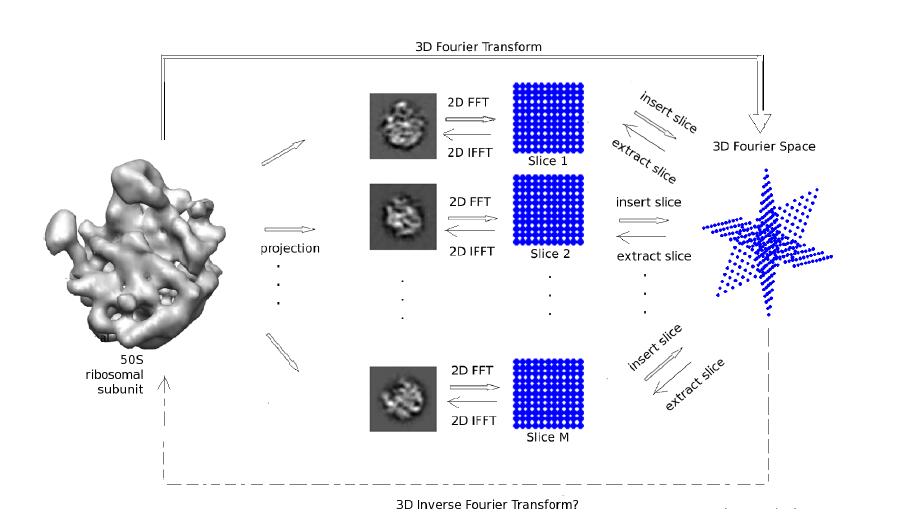 3D Fourier Transform
2D FFT
2D IFFT
Slice 1
insert slice
extract slice
3D Fourier Space
2D FFT
2D IFFT
Slice 2
insert slice
extract slice
projection
50S
ribosomal
subunit
2D FFT
2D IFFT
Slice M
insert slice
extract slice
3D Inverse Fourier Transform?